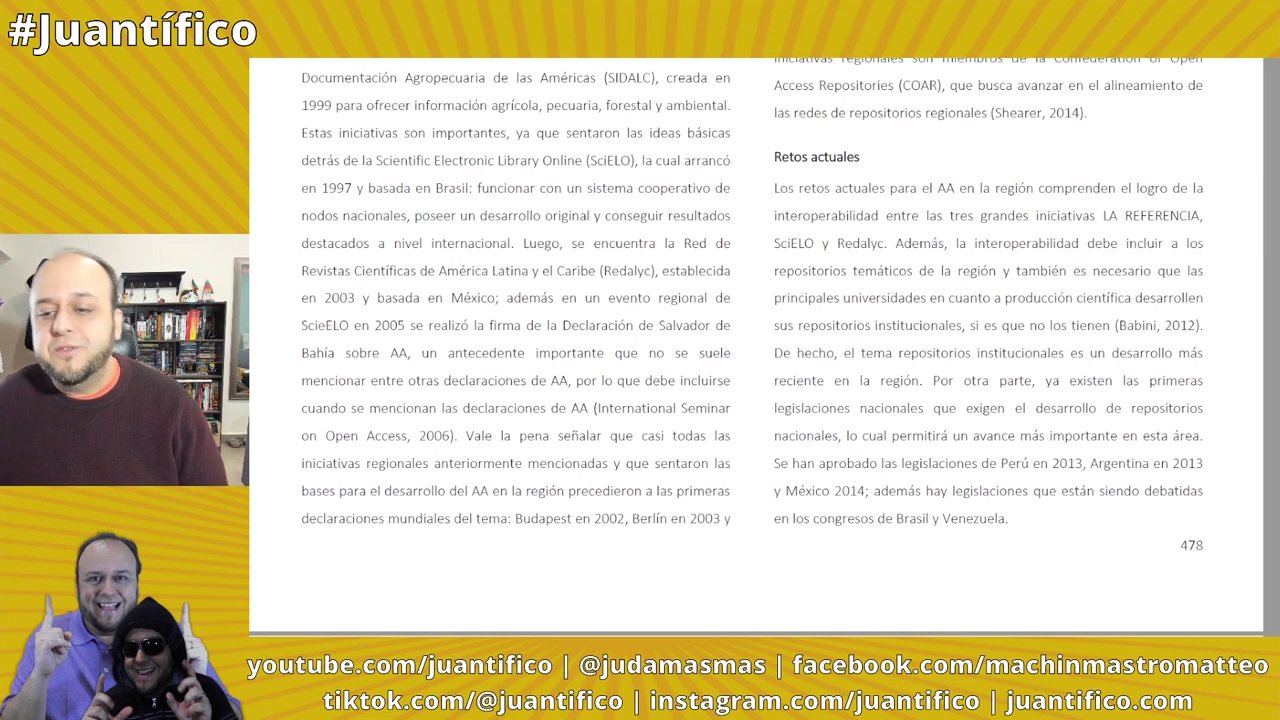 #Juantífico
Documentación Agropecuaria de las Américas (SIDALC), creada en
1999 para ofrecer información agrícola, pecuaria, forestal y ambiental.
Estas iniciativas son importantes, ya que sentaron las ideas básicas
detrás de la Scientific Electronic Library Online (SciELO), la cual arrancó
en 1997 y basada en Brasil: funcionar con un sistema cooperativo de
nodos nacionales, poseer un desarrollo original y conseguir resultados
destacados a nivel internacional. Luego, se encuentra la Red de
Revistas Científicas de América Latina y el Caribe (Redalyc), establecida
en 2003 y basada en México; además en un evento regional de
ScieELO en 2005 se realizó la firma de la Declaración de Salvador de
Bahía sobre AA, un antecedente importante que no se suele
mencionar entre otras declaraciones de AA, por lo que debe incluirse
cuando se mencionan las declaraciones de AA (International Seminar
on Open Access, 2006). Vale la pena señalar que casi todas las
iniciativas regionales anteriormente mencionadas y que sentaron las
bases para el desarrollo del AA en la región precedieron a las primeras
declaraciones mundiales del tema: Budapest en 2002, Berlín en 2003 y
iniciativas regionales son miembros de la Confederation of Open
Access Repositories (COAR), que busca avanzar en el alineamiento de
las redes de repositorios regionales (Shearer, 2014).
Retos actuales
Los retos actuales para el AA en la región comprenden el logro de la
interoperabilidad entre las tres grandes iniciativas LA REFERENCIA,
SciELO y Redalyc. Además, la interoperabilidad debe incluir a los
repositorios temáticos de la región y también es necesario que las
principales universidades en cuanto a producción científica desarrollen
sus repositorios institucionales, si es que no los tienen (Babini, 2012).
De hecho, el tema repositorios institucionales es un desarrollo más
reciente en la región. Por otra parte, ya existen las primeras
legislaciones nacionales que exigen el desarrollo de repositorios
nacionales, lo cual permitirá un avance más importante en esta área.
Se han aprobado las legislaciones de Perú en 2013, Argentina en 2013
y México 2014; además hay legislaciones que están siendo debatidas
en los congresos de Brasil y Venezuela.
478
youtube.com/juantifico | @judamasmas | facebook.com/machinmastromatteo
tiktok.com/@juantifico | instagram.com/juantifico | juantifico.com